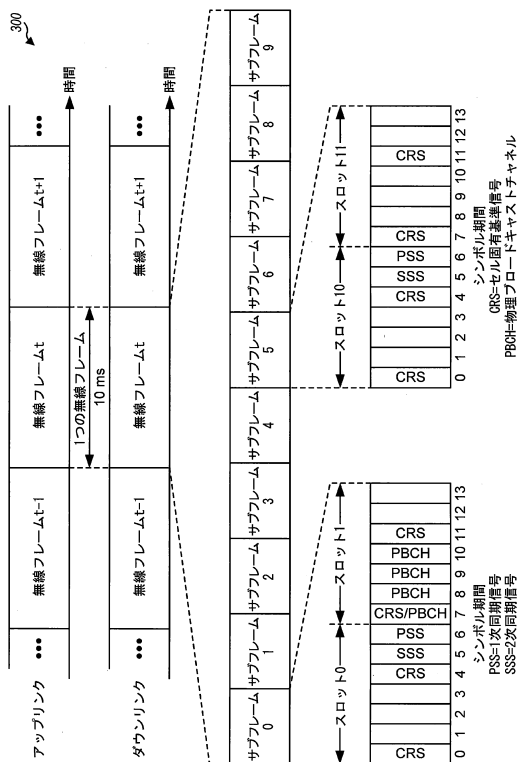 300
アップリンク
••• 無線フレームt-1 無線フレームt 無線フレームt+1 •••
時間
1つの無線フレーム
10 ms
ダウンリンク
••• 無線フレームt-1 無線フレームt 無線フレームt+1 •••
時間
サブフレーム 0
サブフレーム 1
サブフレーム 2
サブフレーム 3
サブフレーム 4
サブフレーム 5
サブフレーム 6
サブフレーム 7
サブフレーム 8
サブフレーム 9
スロット0 スロット1
CRS
CRS
SSS
PSS
CRS/PBCH
PBCH
PBCH
PBCH
CRS
0 1 2 3 4 5 6 7 8 9 10 11 12 13
シンボル期間
PSS=1次同期信号
SSS=2次同期信号
スロット10 スロット11
CRS
CRS
SSS
PSS
CRS
CRS
0 1 2 3 4 5 6 7 8 9 10 11 12 13
シンボル期間
CRS=セル固有基準信号
PBCH=物理ブロードキャストチャネル